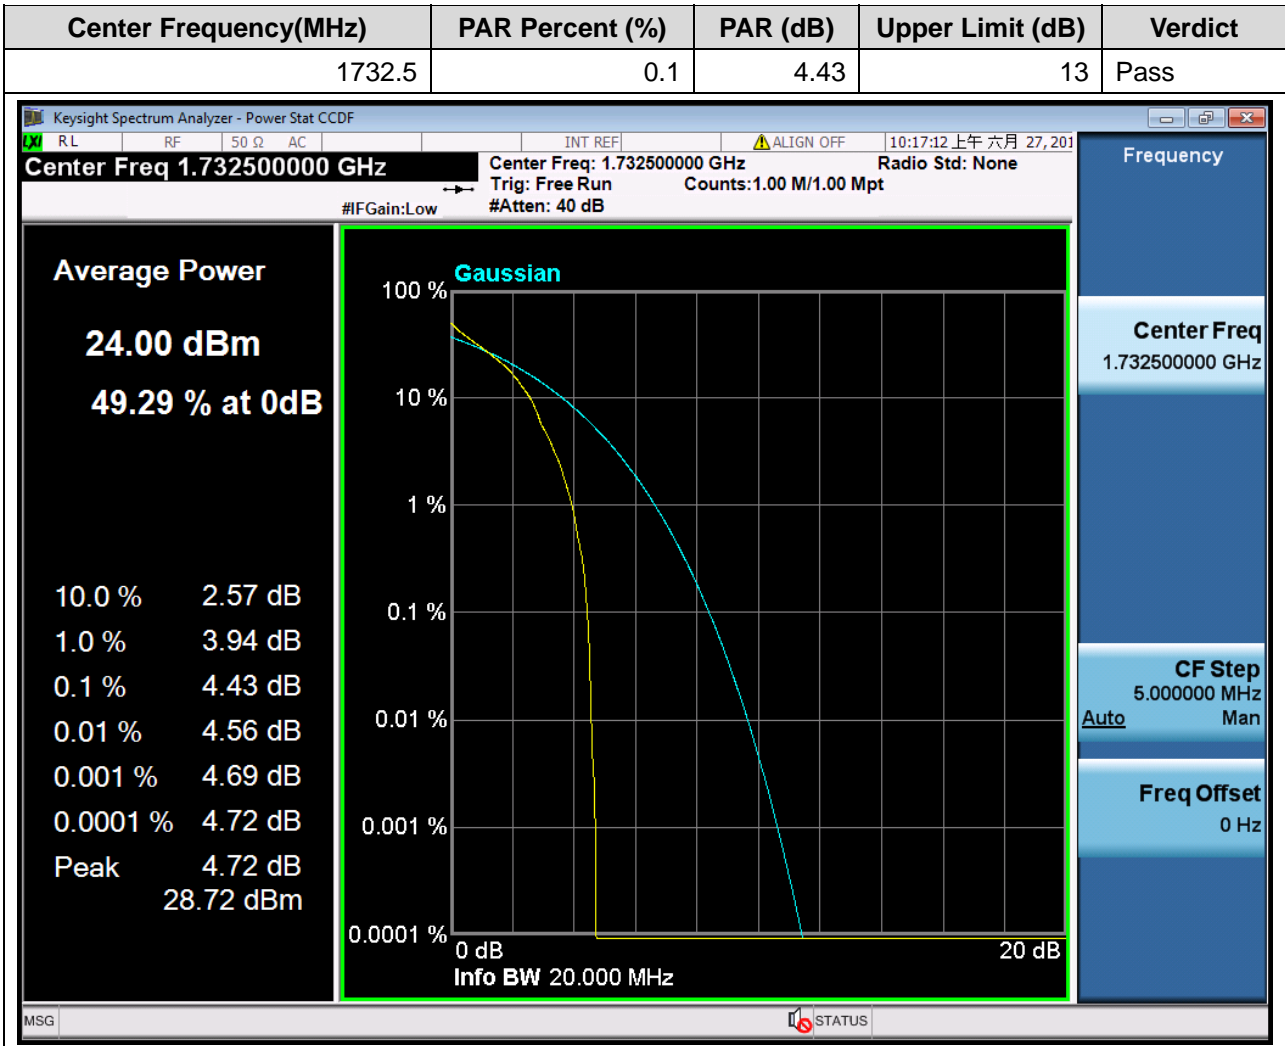 Center Frequency(MHz) PAR Percent (%) PAR (dB) Upper Limit (dB) Verdict
1732.5 0.1 4.43 13 Pass
Keysight Spectrum Analyzer - Power Stat CCDF
LXI RL RF 50 Ω AC INT REF ALIGN OFF 10:17:12 上午 六月 27, 201
Center Freq 1.732500000 GHz
Center Freq: 1.732500000 GHz Radio Std: None
Trig: Free Run Counts:1.00 M/1.00 Mpt
#IFGain:Low #Atten: 40 dB
Average Power
24.00 dBm
49.29 % at 0dB
10.0 % 2.57 dB
1.0 % 3.94 dB
0.1 % 4.43 dB
0.01 % 4.56 dB
0.001 % 4.69 dB
0.0001 % 4.72 dB
Peak 4.72 dB
28.72 dBm
Gaussian
100 %
10 %
1 %
0.1 %
0.01 %
0.001 %
0.0001 %
0 dB 20 dB
Info BW 20.000 MHz
Frequency
Center Freq
1.732500000 GHz
CF Step
5.000000 MHz
Auto Man
Freq Offset
0 Hz
MSG STATUS